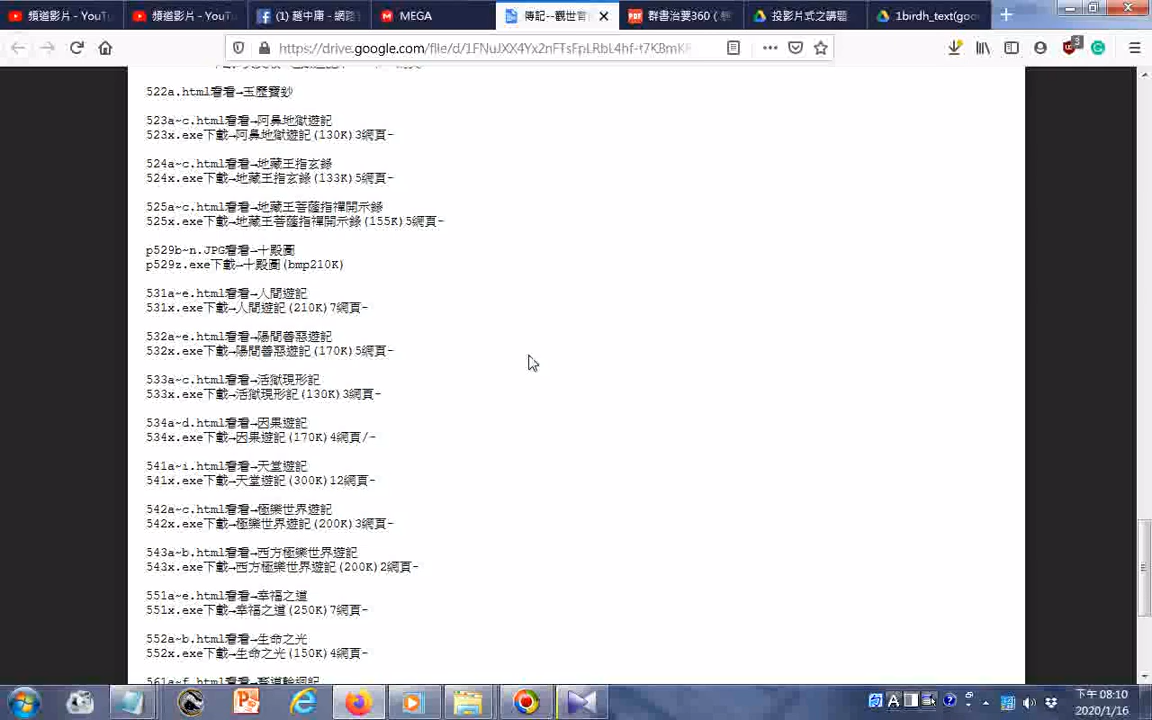 頻道影片 - YouTu
頻道影片 - YouTu
(1) 趙中庸 - 網路
MEGA
傳記--觀世音
群書治要360
投影片式之講題
1birdh_text(goo
https://drive.google.com/file/d/1FNuJXX4Yx2nFTsFpLRbL4hf-t7KBmKF
3
522a.html看看→玉歷寶鈔
523a~c.html看看→阿鼻地獄遊記
523x.exe下載→阿鼻地獄遊記(130K)3網頁-
524a~c.html看看→地藏王指玄錄
524x.exe下載→地藏王指玄錄(133K)5網頁-
525a~c.html看看→地藏王菩薩指禪開示錄
525x.exe下載→地藏王菩薩指禪開示錄(155K)5網頁-
p529b~n.JPG看看→十殿圖
p529z.exe下載→十殿圖(bmp210K)
531a~e.html看看→人間遊記
531x.exe下載→人間遊記(210K)7網頁-
532a~e.html看看→陽間善惡遊記
532x.exe下載→陽間善惡遊記(170K)5網頁-
533a~c.html看看→活獄現形記
533x.exe下載→活獄現形記(130K)3網頁-
534a~d.html看看→因果遊記
534x.exe下載→因果遊記(170K)4網頁/-
541a~i.html看看→天堂遊記
541x.exe下載→天堂遊記(300K)12網頁-
542a~c.html看看→極樂世界遊記
542x.exe下載→極樂世界遊記(200K)3網頁-
543a~b.html看看→西方極樂世界遊記
543x.exe下載→西方極樂世界遊記(200K)2網頁-
551a~e.html看看→幸福之道
551x.exe下載→幸福之道(250K)7網頁-
552a~b.html看看→生命之光
552x.exe下載→生命之光(150K)4網頁-
561a~f.html看看→
下午 08:10
2020/1/16